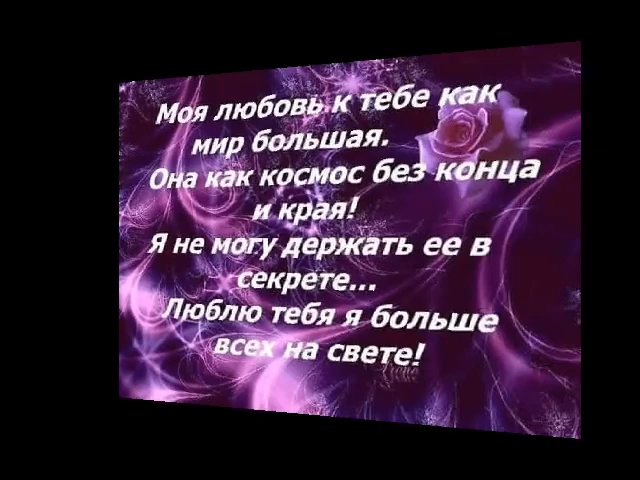 Моя любовь к тебе как
мир большая.
Она как космос без конца
и края!
Я не могу держать ее в
секрете...
Люблю тебя я больше
всех на свете!